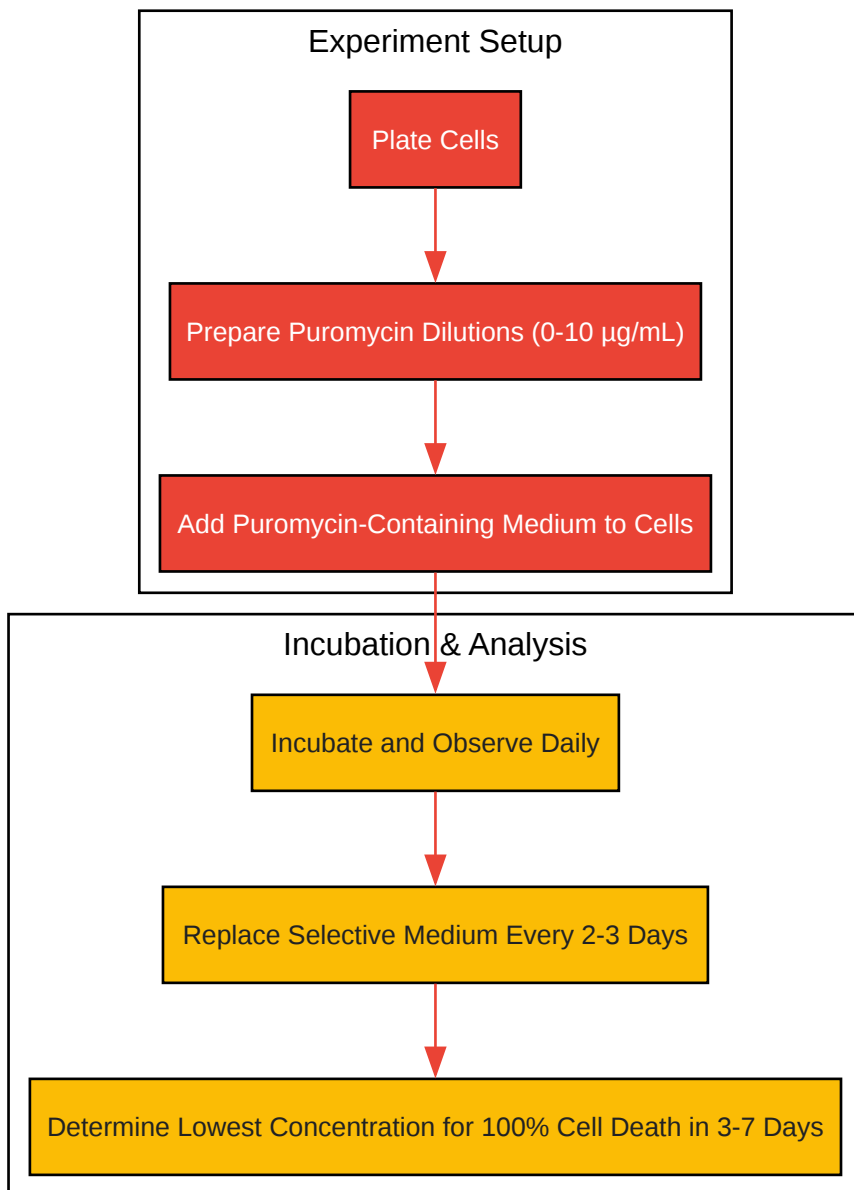 Experiment Setup
Plate Cells
Prepare Puromycin Dilutions (0-10 µg/mL)
Add Puromycin-Containing Medium to Cells
Incubation & Analysis
Incubate and Observe Daily
Replace Selective Medium Every 2-3 Days
Determine Lowest Concentration for 100% Cell Death in 3-7 Days